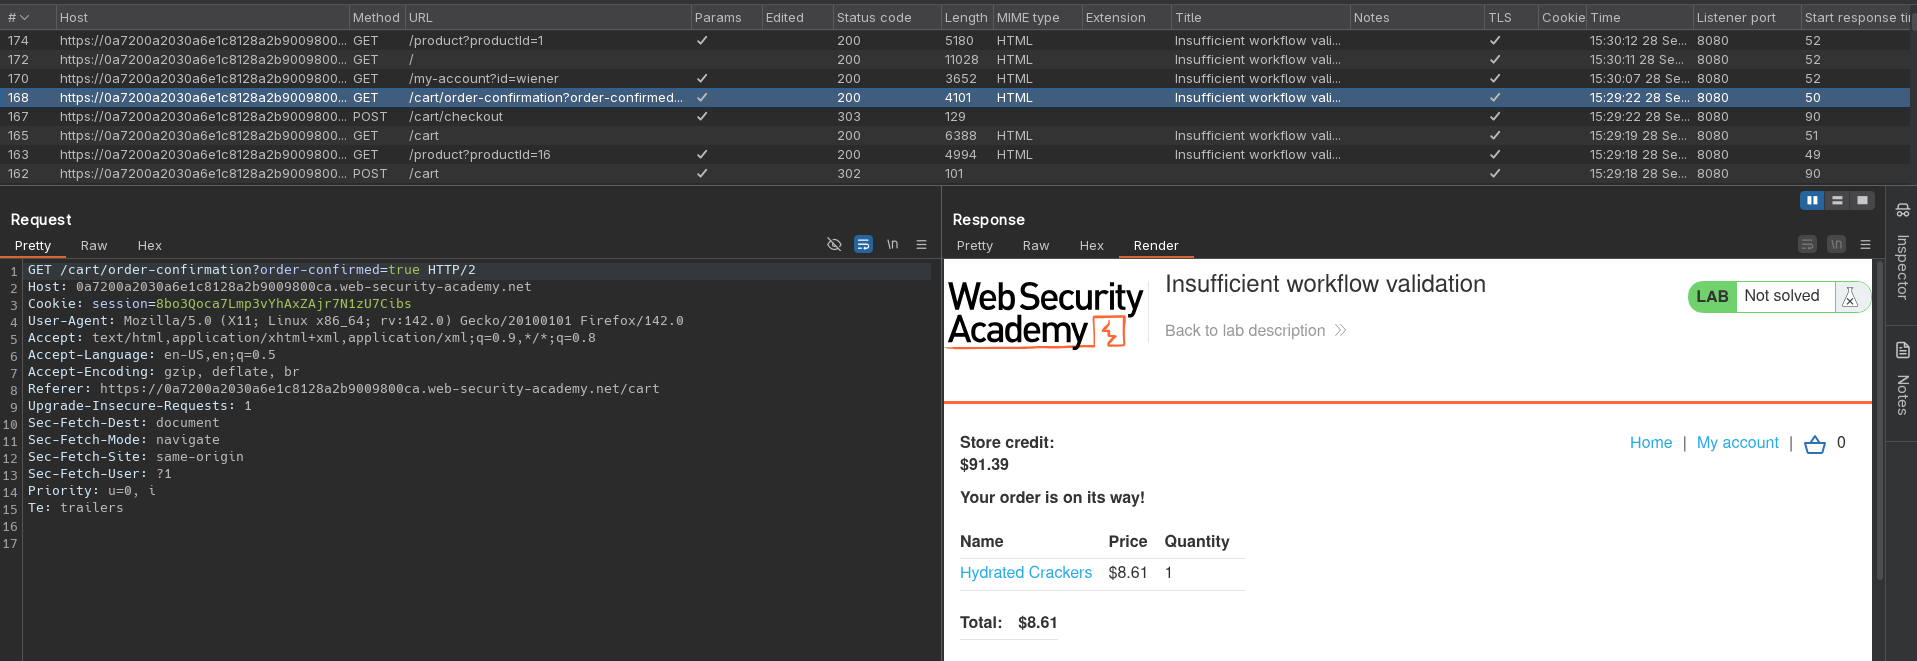 # Host Method URL Params Edited Status code Length MIME type Extension Title Notes TLS Cookie Time Listener port Start response ti
174 https://0a7200a2030a6e1c8128a2b9009800... GET /product?productId=1 ✓ 200 5180 HTML Insufficient workflow vali... ✓ 15:30:12 28 Se... 8080 52
172 https://0a7200a2030a6e1c8128a2b9009800... GET / 200 11028 HTML Insufficient workflow vali... ✓ 15:30:11 28 Se... 8080 52
170 https://0a7200a2030a6e1c8128a2b9009800... GET /my-account?id=wiener ✓ 200 3652 HTML Insufficient workflow vali... ✓ 15:30:07 28 Se... 8080 52
168 https://0a7200a2030a6e1c8128a2b9009800... GET /cart/order-confirmation?order-confirmed... ✓ 200 4101 HTML Insufficient workflow vali... ✓ 15:29:22 28 Se... 8080 50
167 https://0a7200a2030a6e1c8128a2b9009800... POST /cart/checkout ✓ 303 129 ✓ 15:29:22 28 Se... 8080 90
165 https://0a7200a2030a6e1c8128a2b9009800... GET /cart 200 6388 HTML Insufficient workflow vali... ✓ 15:29:19 28 Se... 8080 51
163 https://0a7200a2030a6e1c8128a2b9009800... GET /product?productId=16 ✓ 200 4994 HTML Insufficient workflow vali... ✓ 15:29:18 28 Se... 8080 49
162 https://0a7200a2030a6e1c8128a2b9009800... POST /cart ✓ 302 101 ✓ 15:29:18 28 Se... 8080 90
Request
Pretty Raw Hex
\n
1 GET /cart/order-confirmation?order-confirmed=true HTTP/2
2 Host: 0a7200a2030a6e1c8128a2b9009800ca.web-security-academy.net
3 Cookie: session=8bo3Qoca7Lmp3vYhAxZAjr7N1zU7Cibs
4 User-Agent: Mozilla/5.0 (X11; Linux x86_64; rv:142.0) Gecko/20100101 Firefox/142.0
5 Accept: text/html,application/xhtml+xml,application/xml;q=0.9,*/*;q=0.8
6 Accept-Language: en-US,en;q=0.5
7 Accept-Encoding: gzip, deflate, br
8 Referer: https://0a7200a2030a6e1c8128a2b9009800ca.web-security-academy.net/cart
9 Upgrade-Insecure-Requests: 1
10 Sec-Fetch-Dest: document
11 Sec-Fetch-Mode: navigate
12 Sec-Fetch-Site: same-origin
13 Sec-Fetch-User: ?1
14 Priority: u=0, i
15 Te: trailers
16
17
Response
Pretty Raw Hex Render
\n
Web Security
Academy
Insufficient workflow validation
Back to lab description
LAB Not solved
Store credit:
$91.39
Home | My account | 0
Your order is on its way!
Name Price Quantity
Hydrated Crackers $8.61 1
Total: $8.61
Inspector
Notes